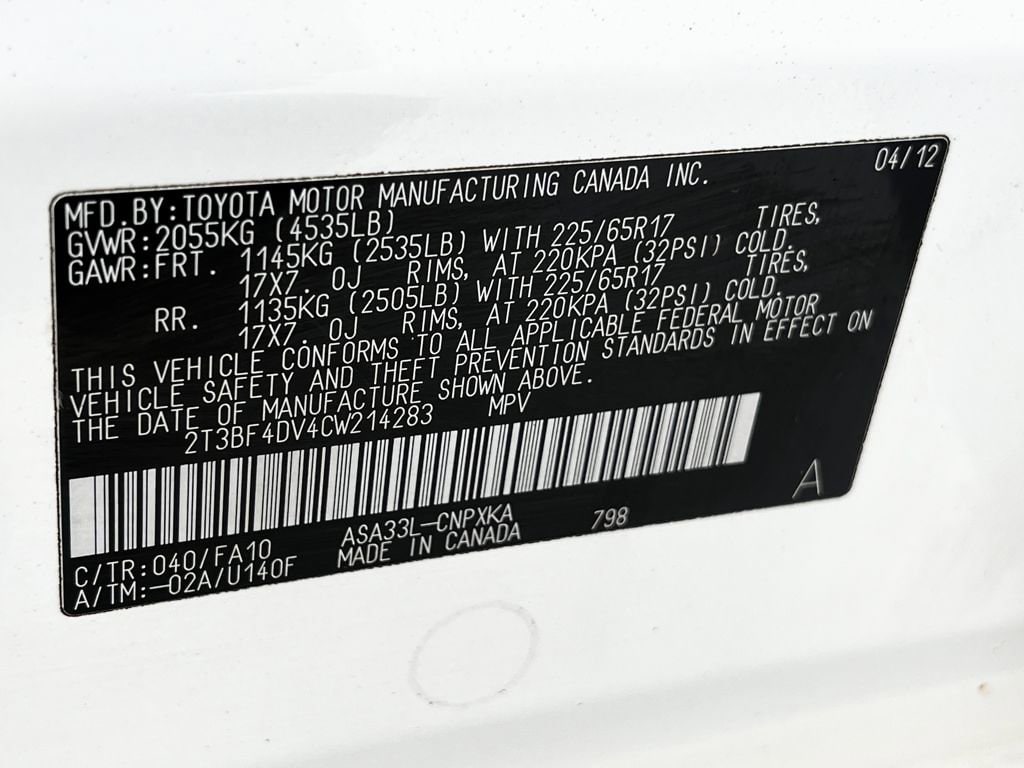 04/12
MFD.BY:TOYOTA MOTOR MANUFACTURING CANADA INC.
GVWR:2055KG (4535LB)
GAWR:FRT. 1145KG (2535LB) WITH 225/65R17 TIRES,
17X7. 0J RIMS, AT 220KPA (32PSI) COLD.
RR. 1135KG (2505LB) WITH 225/65R17 TIRES,
17X7. 0J RIMS, AT 220KPA (32PSI) COLD.
THIS VEHICLE CONFORMS TO ALL APPLICABLE FEDERAL MOTOR
VEHICLE SAFETY AND THEFT PREVENTION STANDARDS IN EFFECT ON
THE DATE OF MANUFACTURE SHOWN ABOVE.
2T3BF4DV4CW214283 MPV
A
ASA33L-CNPXKA 798
C/TR:040/FA10 MADE IN CANADA
A/TM:-02A/U140F